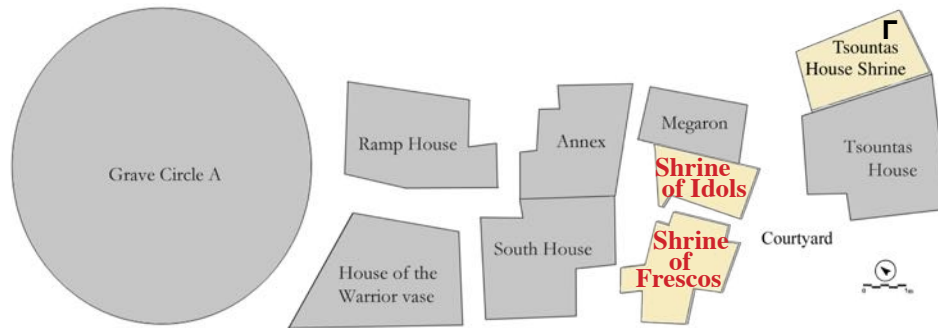 Γ
Tsountas
House Shrine
Ramp House
Annex
Megaron
Grave Circle A
Shrine
of Idols
Tsountas
House
South House
Shrine
of
Frescos
Courtyard
House of the
Warrior vase
0